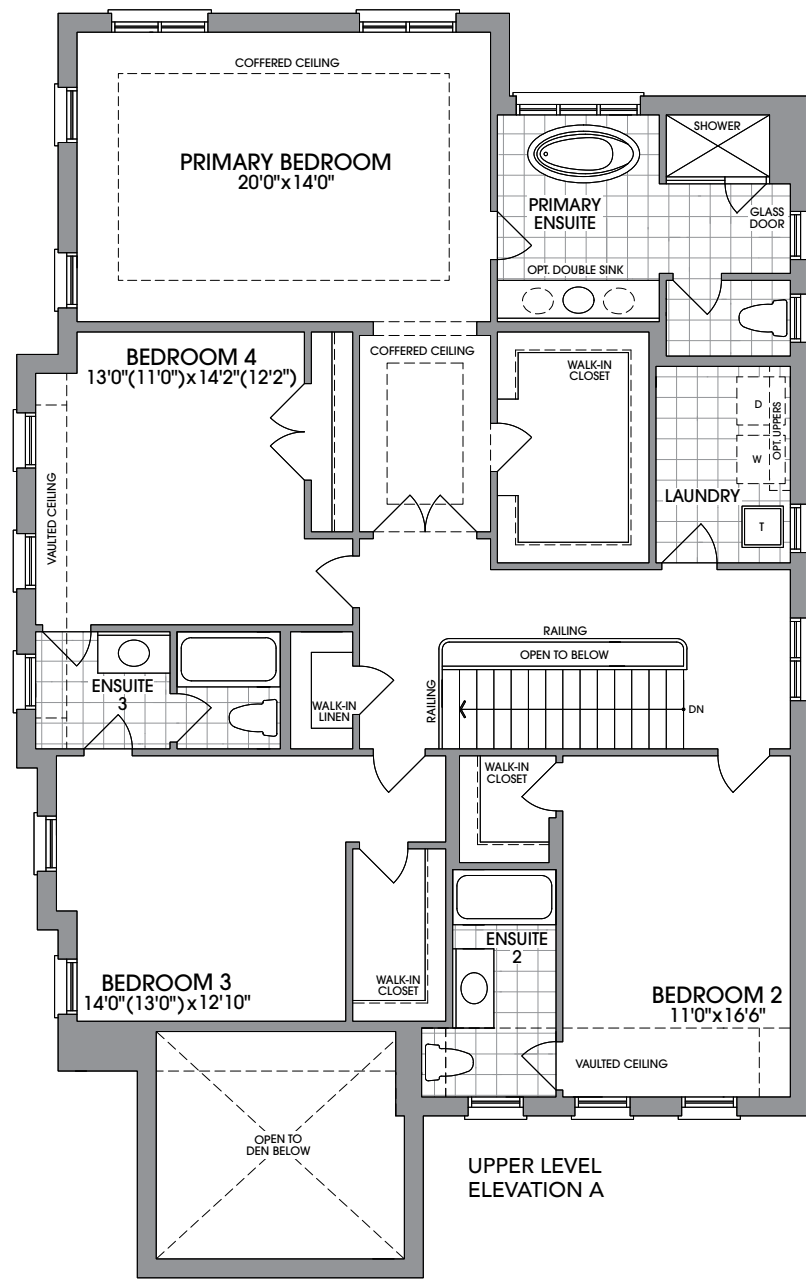 COFFERED CEILING
PRIMARY BEDROOM
20'0"x14'0"
SHOWER
PRIMARY
ENSUITE
GLASS
DOOR
OPT. DOUBLE SINK
BEDROOM 4
13'0"(11'0")x14'2"(12'2")
COFFERED CEILING
WALK-IN
CLOSET
D
W
OPT. UPPERS
LAUNDRY
T
VAULTED CEILING
RAILING
OPEN TO BELOW
RAILING
DN
ENSUITE
3
WALK-IN
LINEN
WALK-IN
CLOSET
ENSUITE
2
BEDROOM 3
14'0"(13'0")x12'10"
WALK-IN
CLOSET
BEDROOM 2
11'0"x16'6"
VAULTED CEILING
OPEN TO
DEN BELOW
UPPER LEVEL
ELEVATION A